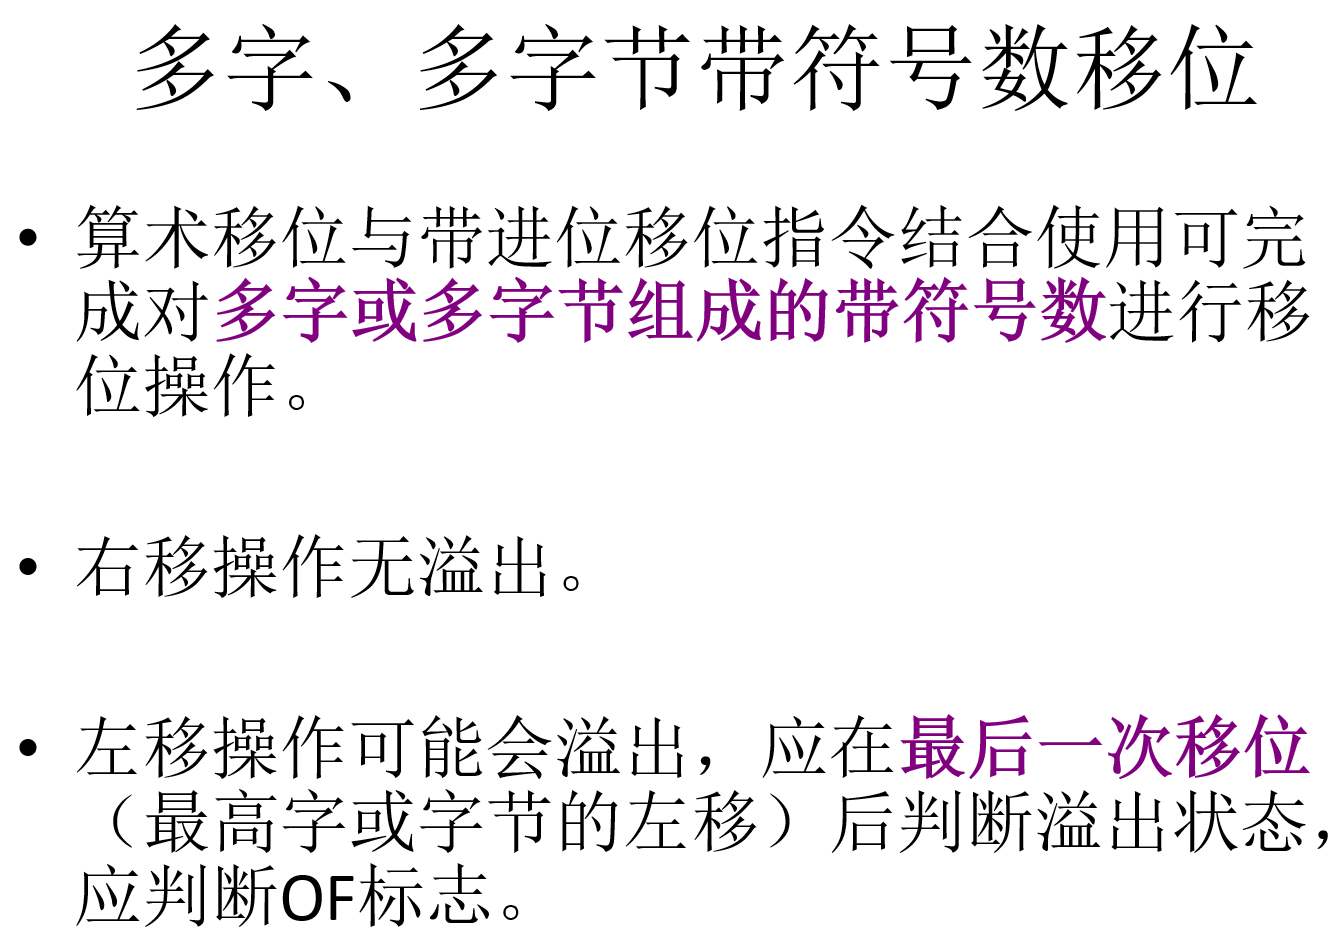 多字、多字节带符号数移位
• 算术移位与带进位移位指令结合使用可完
成对多字或多字节组成的带符号数进行移
位操作。
• 右移操作无溢出。
• 左移操作可能会溢出，应在最后一次移位
（最高字或字节的左移）后判断溢出状态，
应判断OF标志。